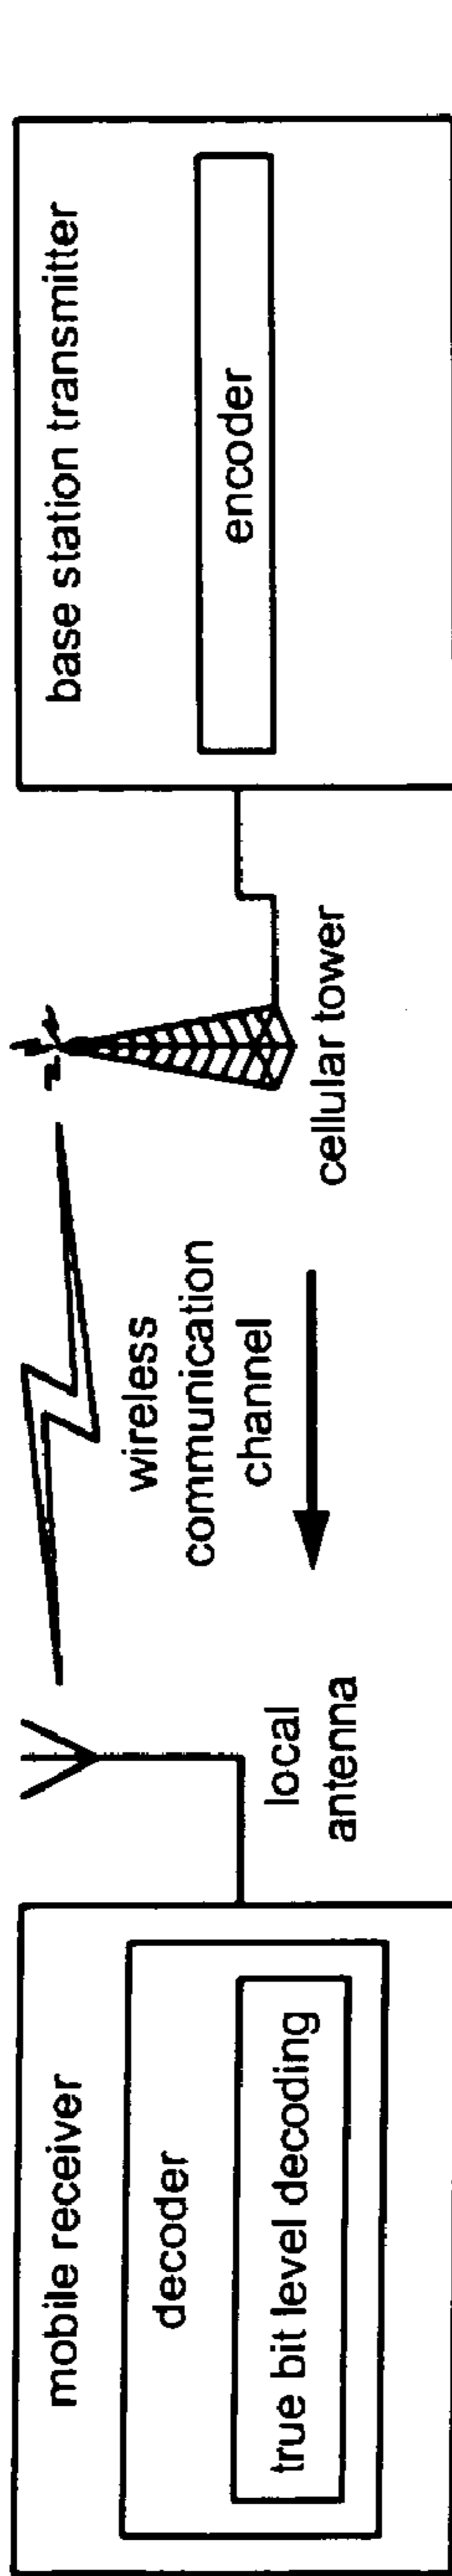 mobile receiver
decoder
true bit level decoding
local
antenna
wireless
communication
channel
cellular tower
base station transmitter
encoder